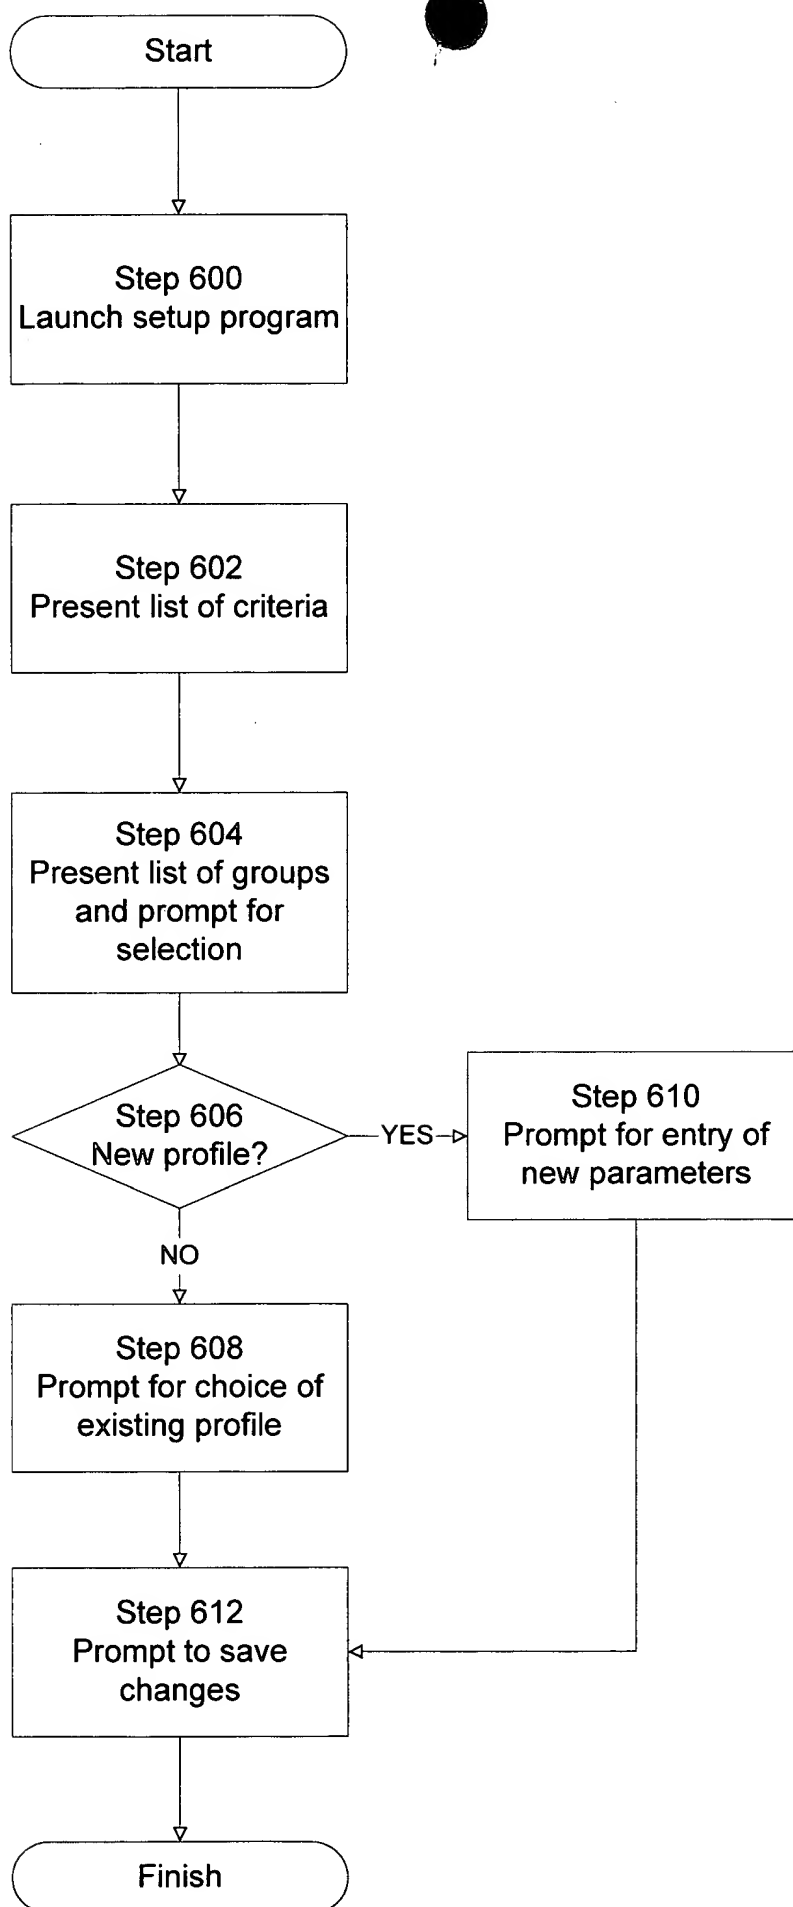 Start
Step 600
Launch setup program
Step 602
Present list of criteria
Step 604
Present list of groups
and prompt for
selection
Step 606
New profile?
YES
Step 610
Prompt for entry of
new parameters
NO
Step 608
Prompt for choice of
existing profile
Step 612
Prompt to save
changes
Finish